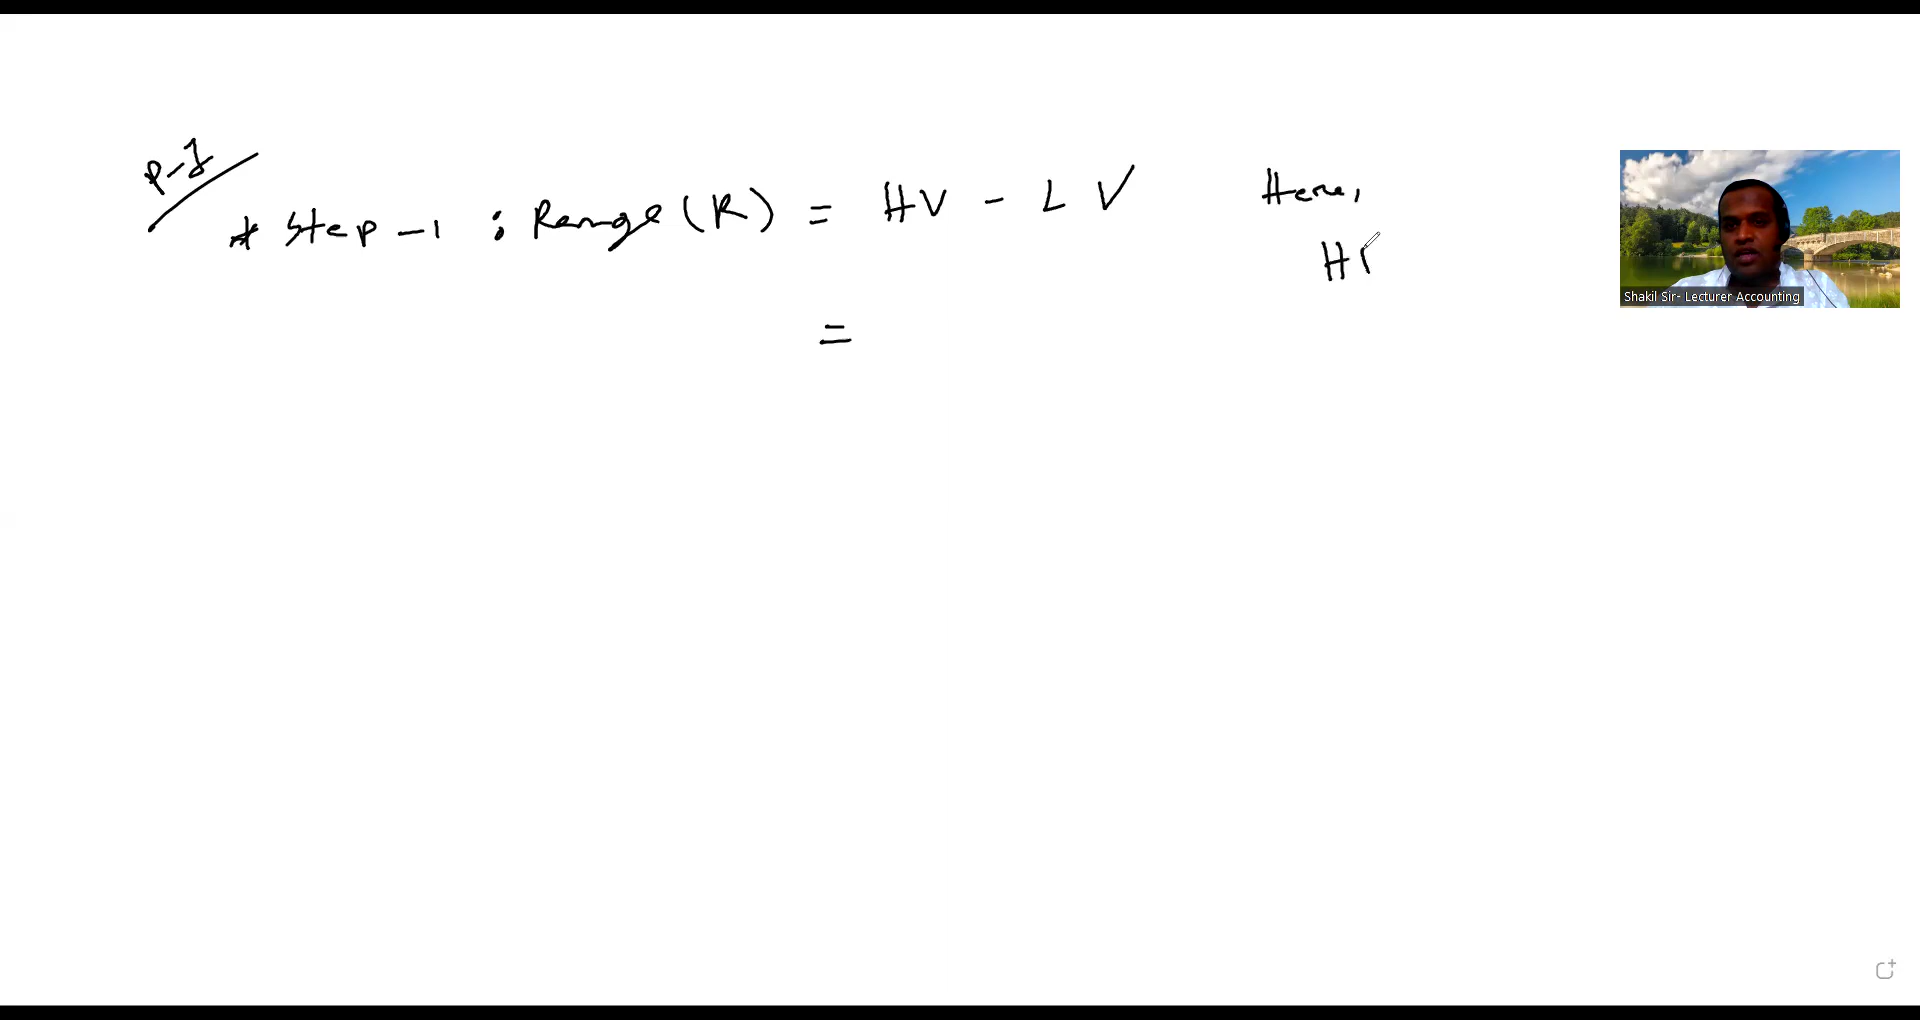 P-1
* Step-1 : Range (R) = HV - LV
Here,
H
=
Shakil Sir- Lecturer Accounting